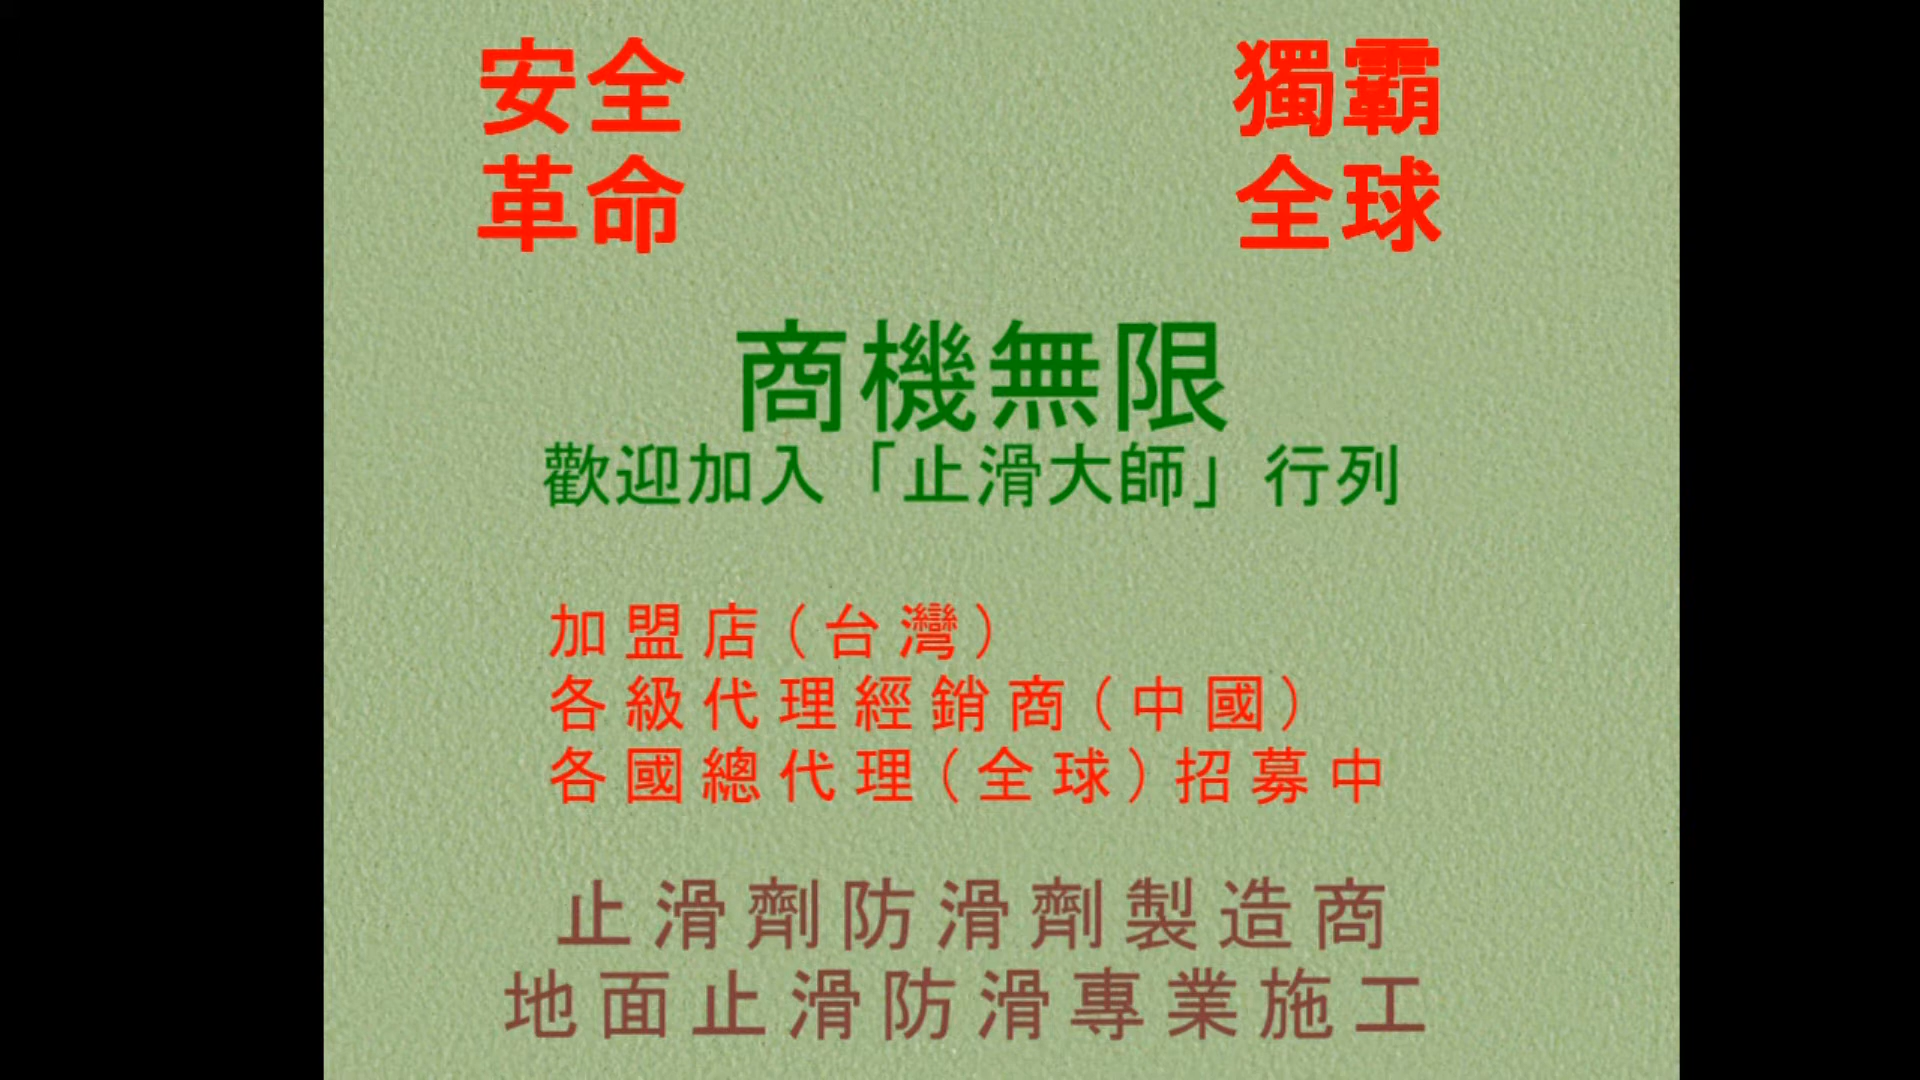 安全 獨霸
革命 全球
商機無限
歡迎加入「止滑大師」行列
加盟店(台灣)
各級代理經銷商(中國)
各國總代理(全球)招募中
止滑劑防滑劑製造商
地面止滑防滑專業施工